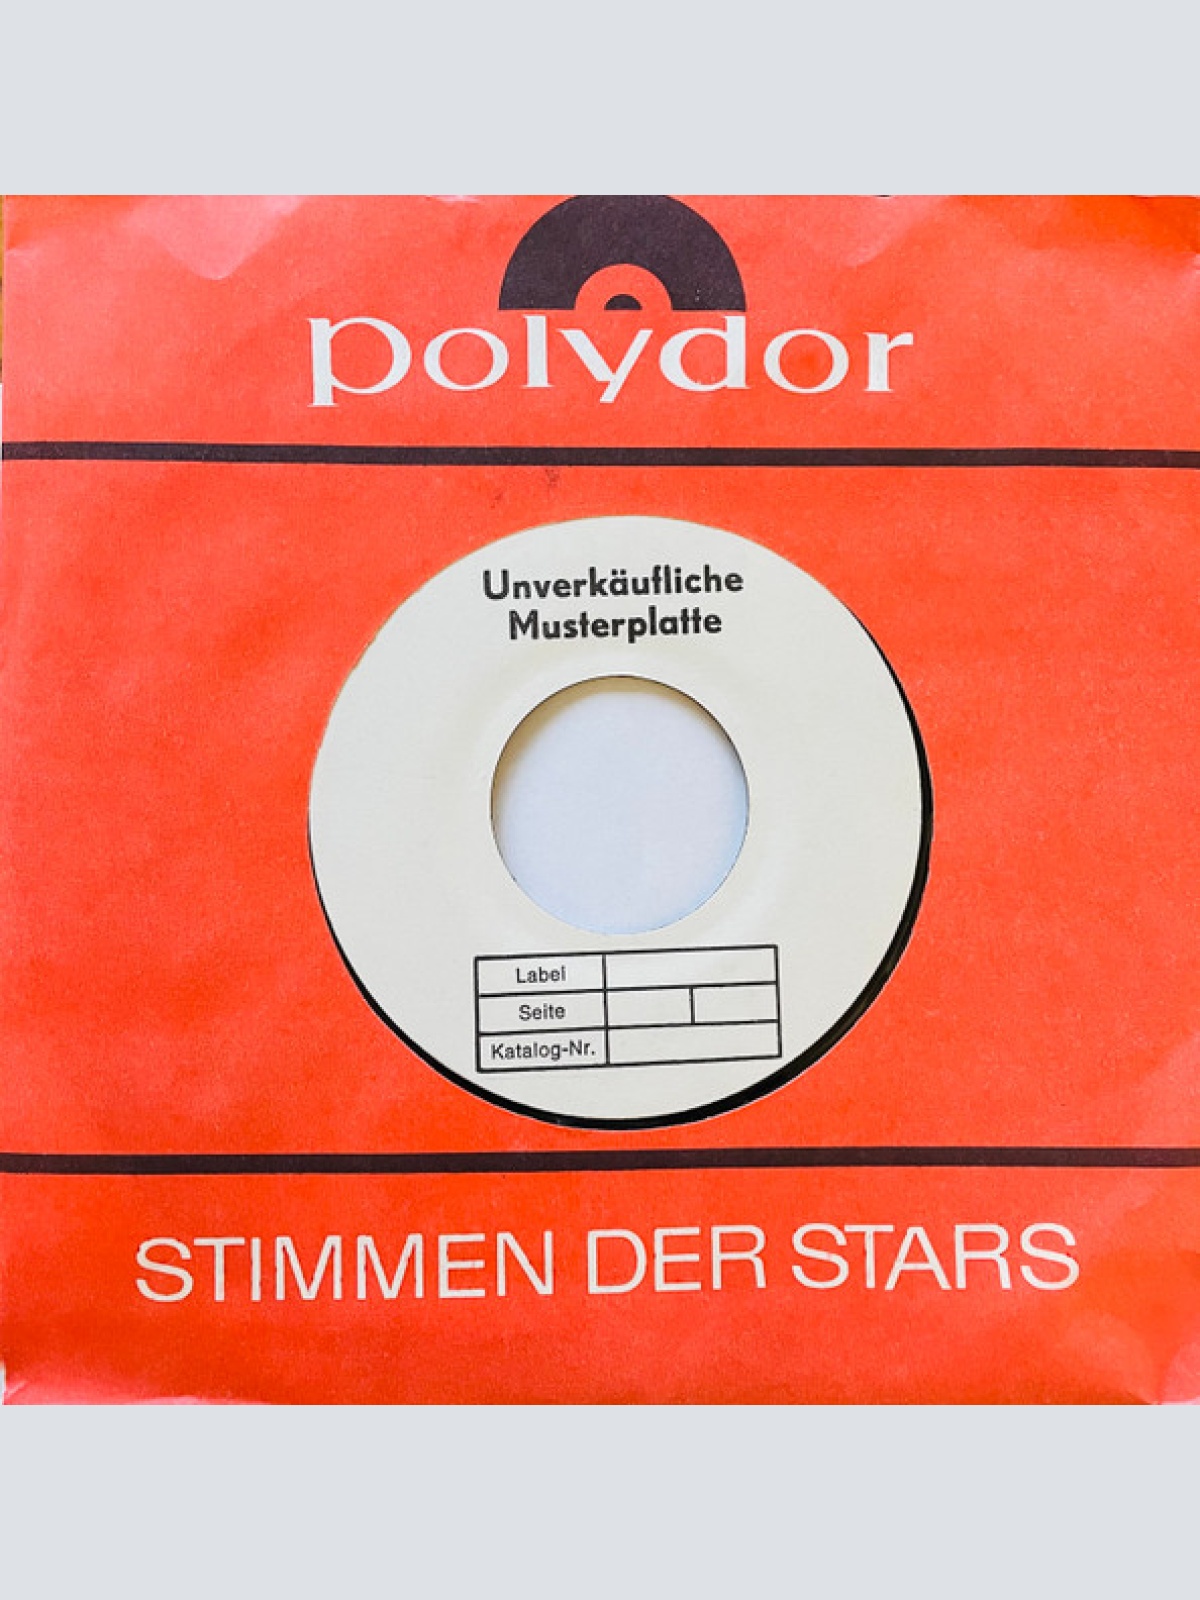 polydor
Unverkäufliche
Musterplatte
Label
Seite
Katalog-Nr.
STIMMEN DER STARS